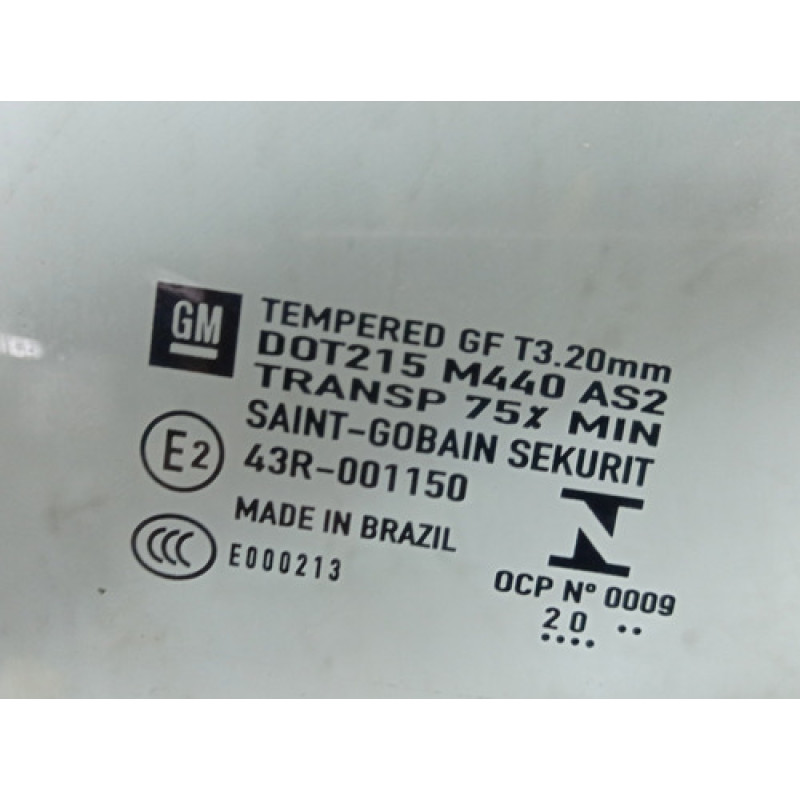 GM
TEMPERED GF T3.20mm
DOT215 M440 AS2
TRANSP 75% MIN
SAINT-GOBAIN SEKURIT
E2
43R-001150
MADE IN BRAZIL
CCC
E000213
OCP Nº 0009
20